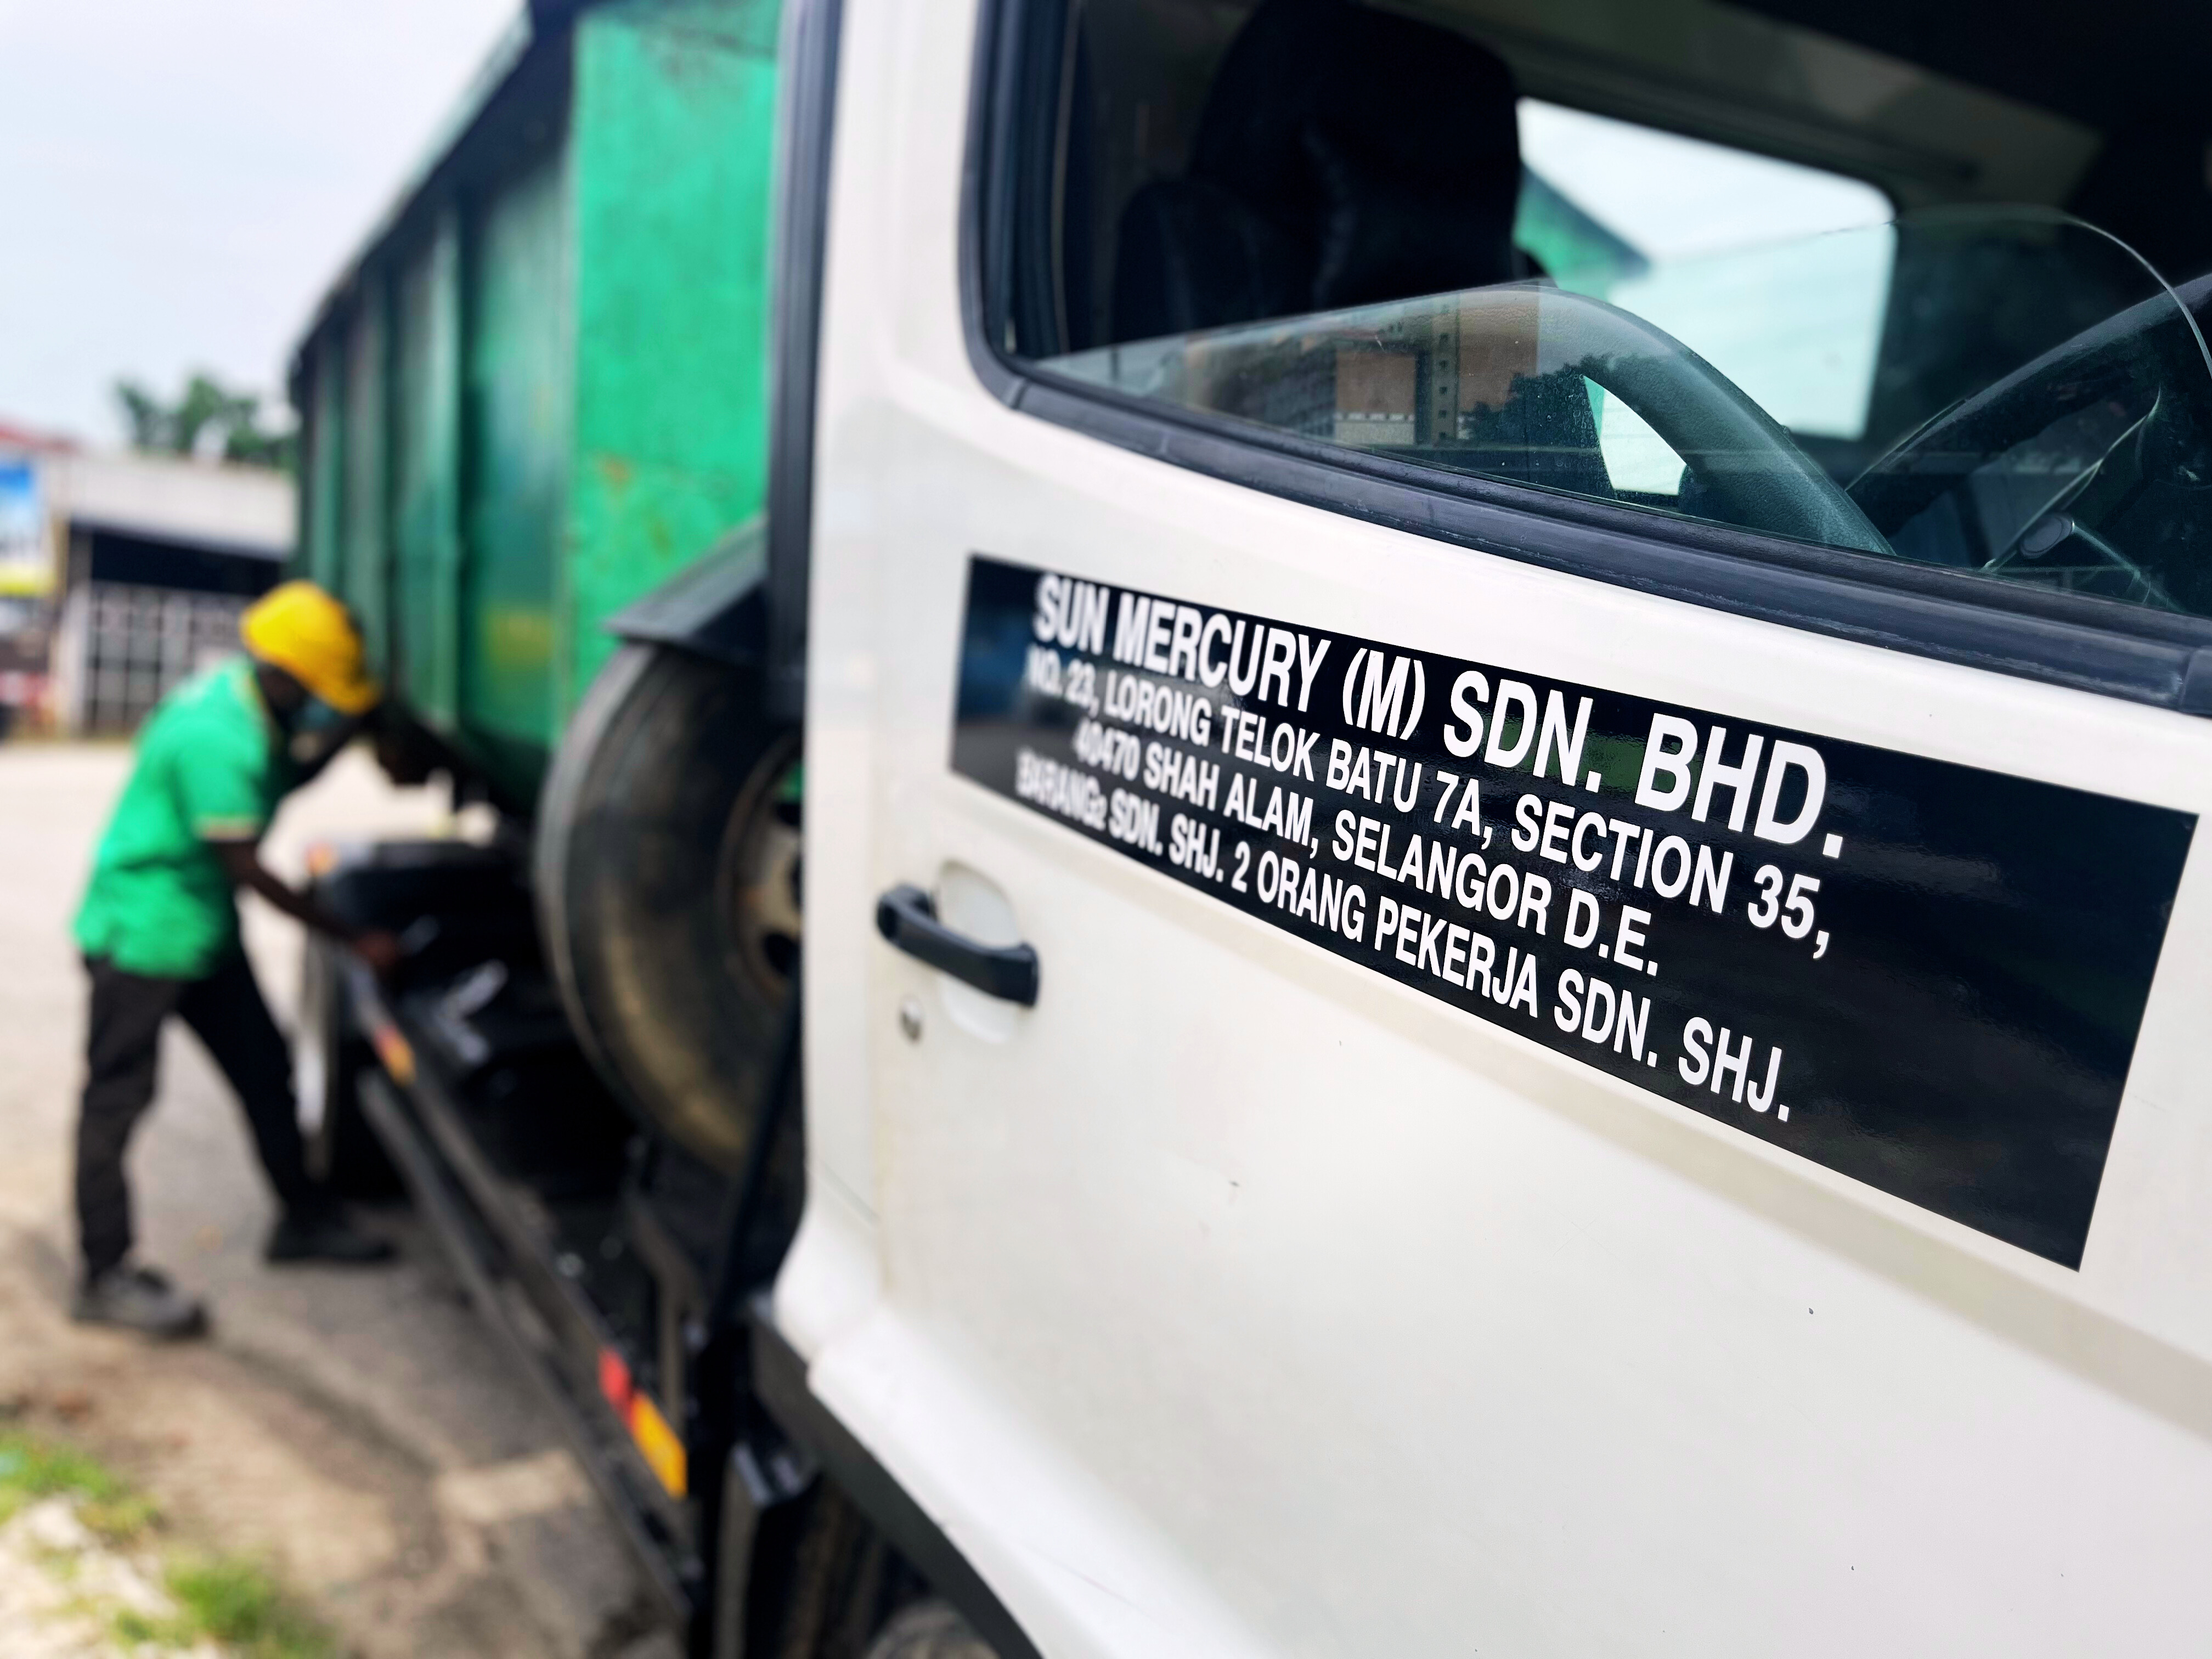 SUN MERCURY (M) SDN. BHD.
NO. 23, LORONG TELOK BATU 7A, SECTION 35,
40470 SHAH ALAM, SELANGOR D.E.
BARANG2 SDN. SHJ. 2 ORANG PEKERJA SDN. SHJ.